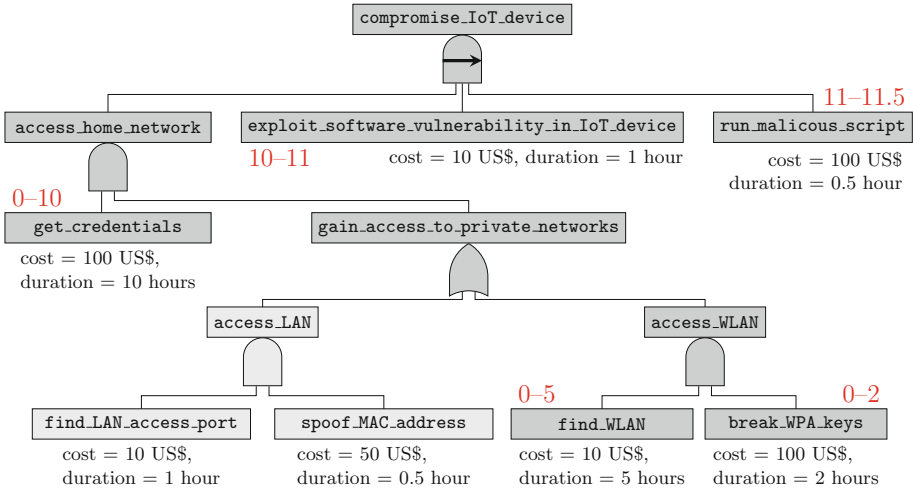 compromise_IoT_device
11–11.5
access_home_network
exploit_software_vulnerability_in_IoT_device
run_malicous_script
10–11
cost = 10 US$, duration = 1 hour
cost = 100 US$
duration = 0.5 hour
0–10
get_credentials
gain_access_to_private_networks
cost = 100 US$,
duration = 10 hours
access_LAN
access_WLAN
0–5
0–2
find_LAN_access_port
spoof_MAC_address
find_WLAN
break_WPA_keys
cost = 10 US$,
duration = 1 hour
cost = 50 US$,
duration = 0.5 hour
cost = 10 US$,
duration = 5 hours
cost = 100 US$,
duration = 2 hours